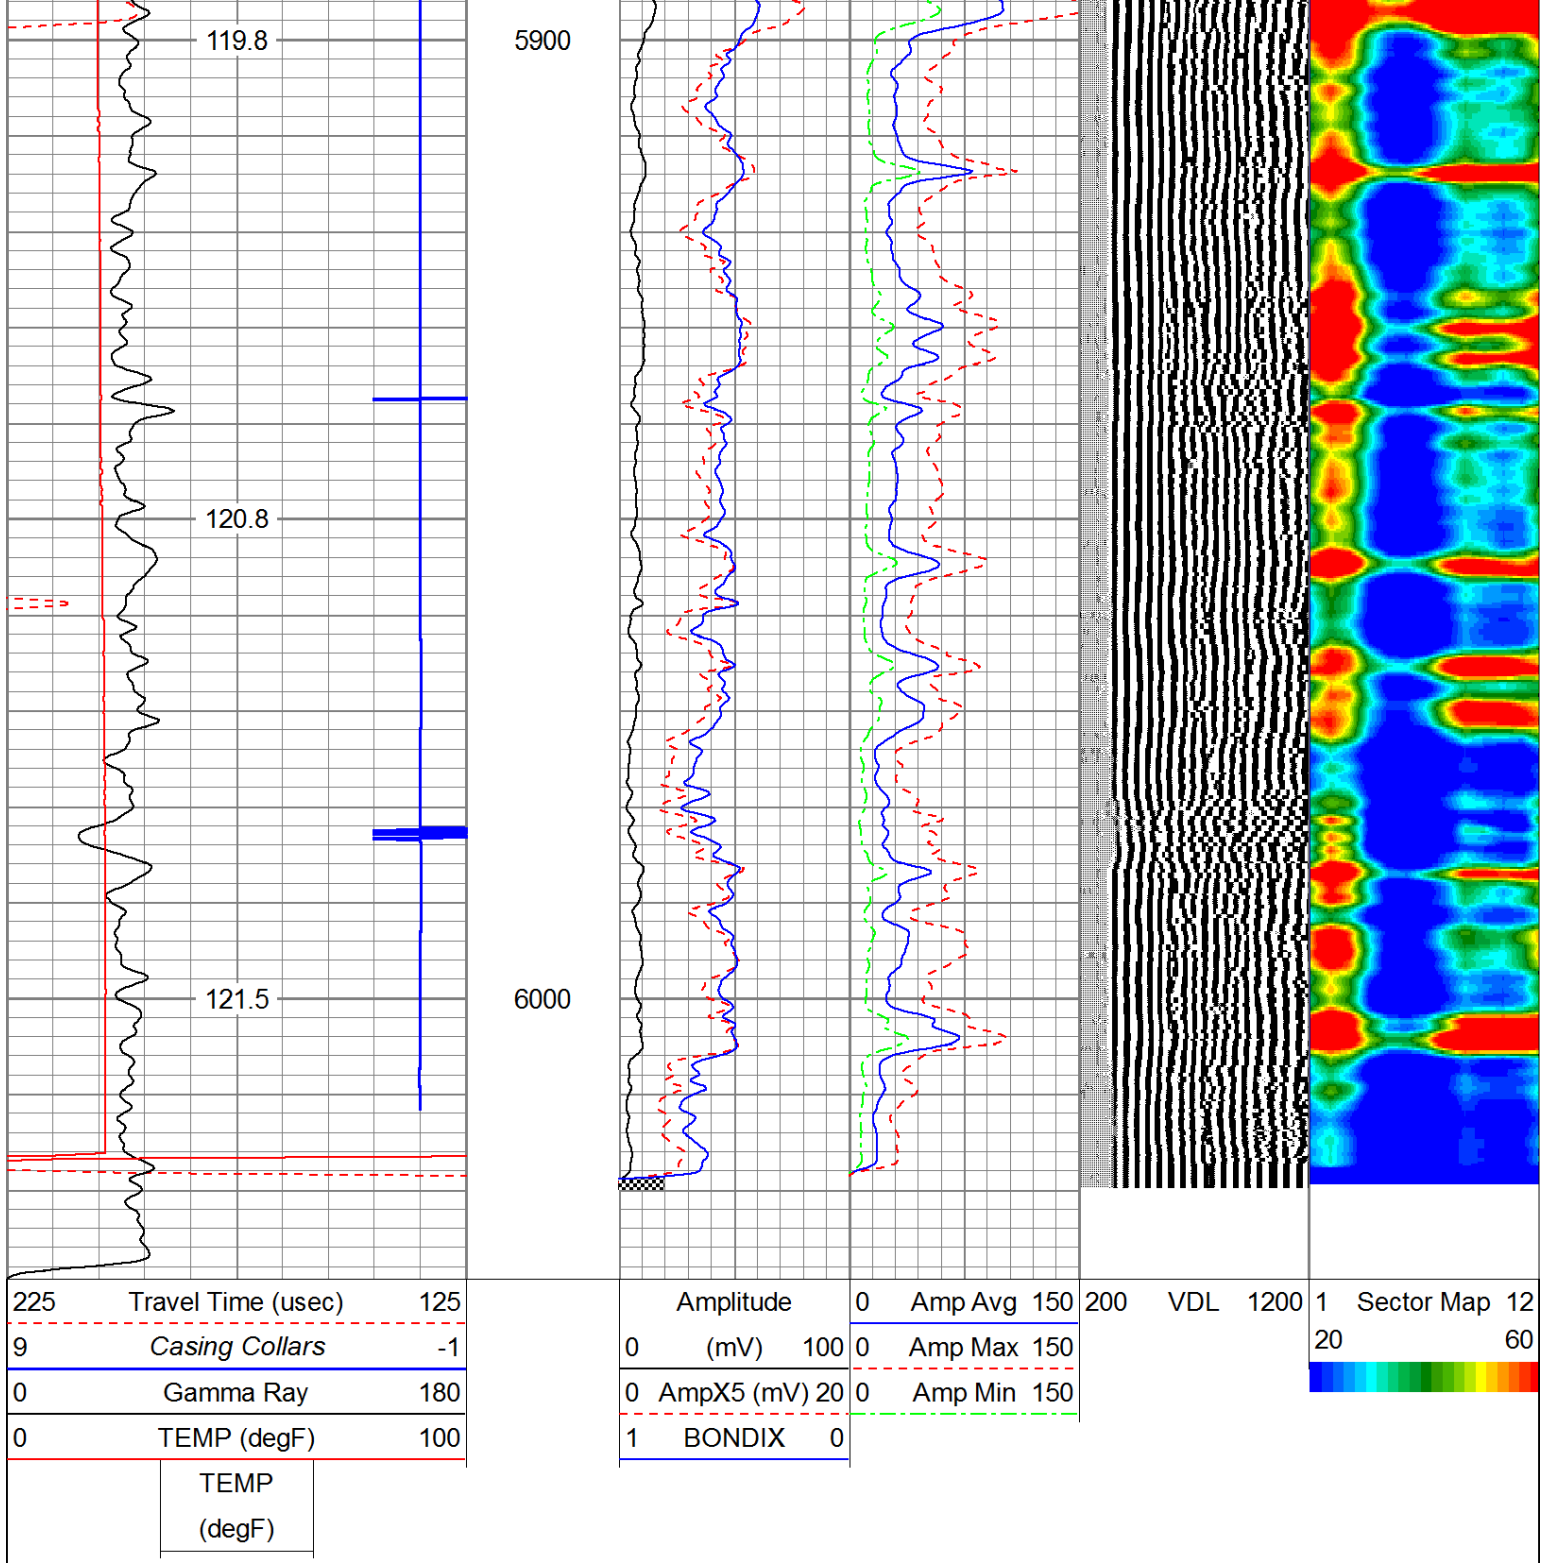 119.8
5900
120.8
121.5
6000
225 Travel Time (usec) 125
9 Casing Collars -1
0 Gamma Ray 180
0 TEMP (degF) 100
TEMP
(degF)
Amplitude
0 (mV) 100
0 AmpX5 (mV) 20
1 BONDIX 0
0 Amp Avg 150
0 Amp Max 150
0 Amp Min 150
200 VDL 1200
1 Sector Map 12
20 60